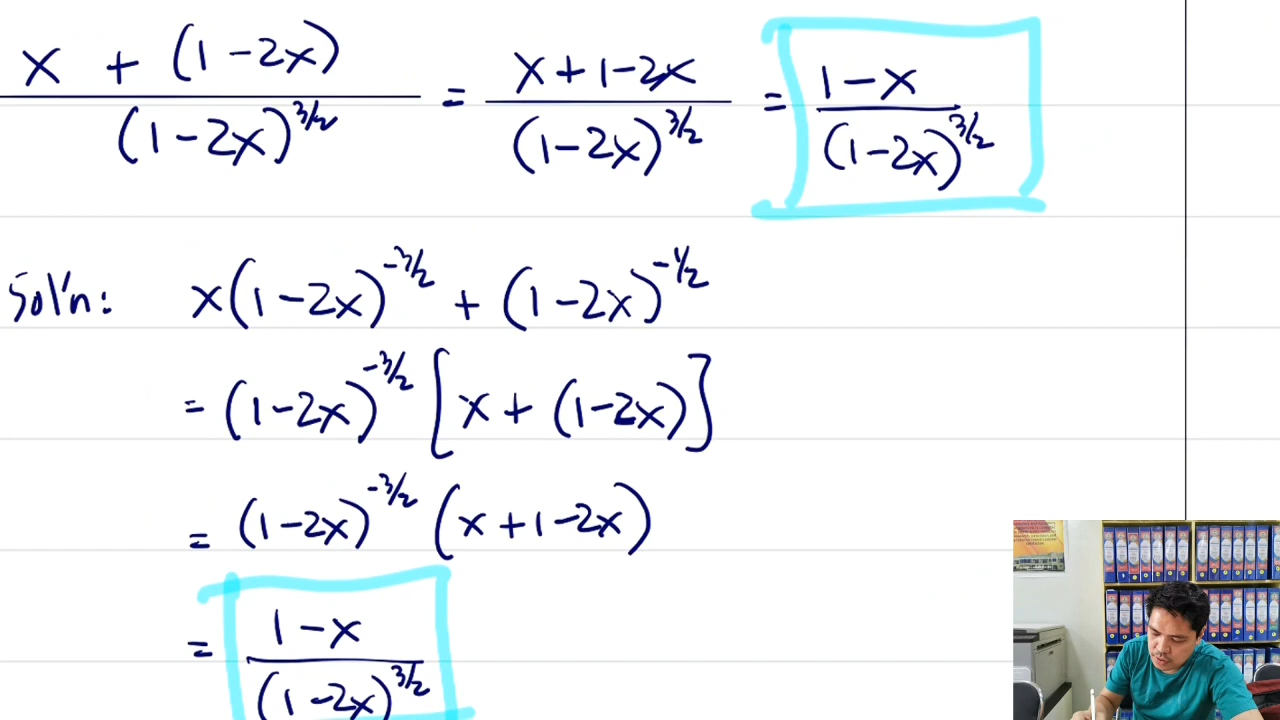 x + (1-2x) / (1-2x)^{3/2} = x+1-2x / (1-2x)^{3/2} = 1-x / (1-2x)^{3/2}
Sol'n: x(1-2x)^{-3/2} + (1-2x)^{-1/2}
= (1-2x)^{-3/2} [x + (1-2x)]
= (1-2x)^{-3/2} (x+1-2x)
= 1-x / (1-2x)^{3/2}